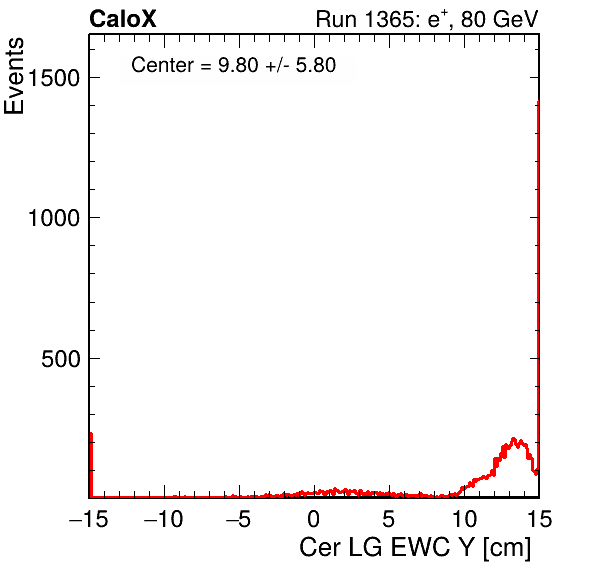 CaloX Run 1365: e⁺, 80 GeV
Center = 9.80 +/- 5.80
Events
1500
1000
500
−15 −10 −5 0 5 10 15
Cer LG EWC Y [cm]